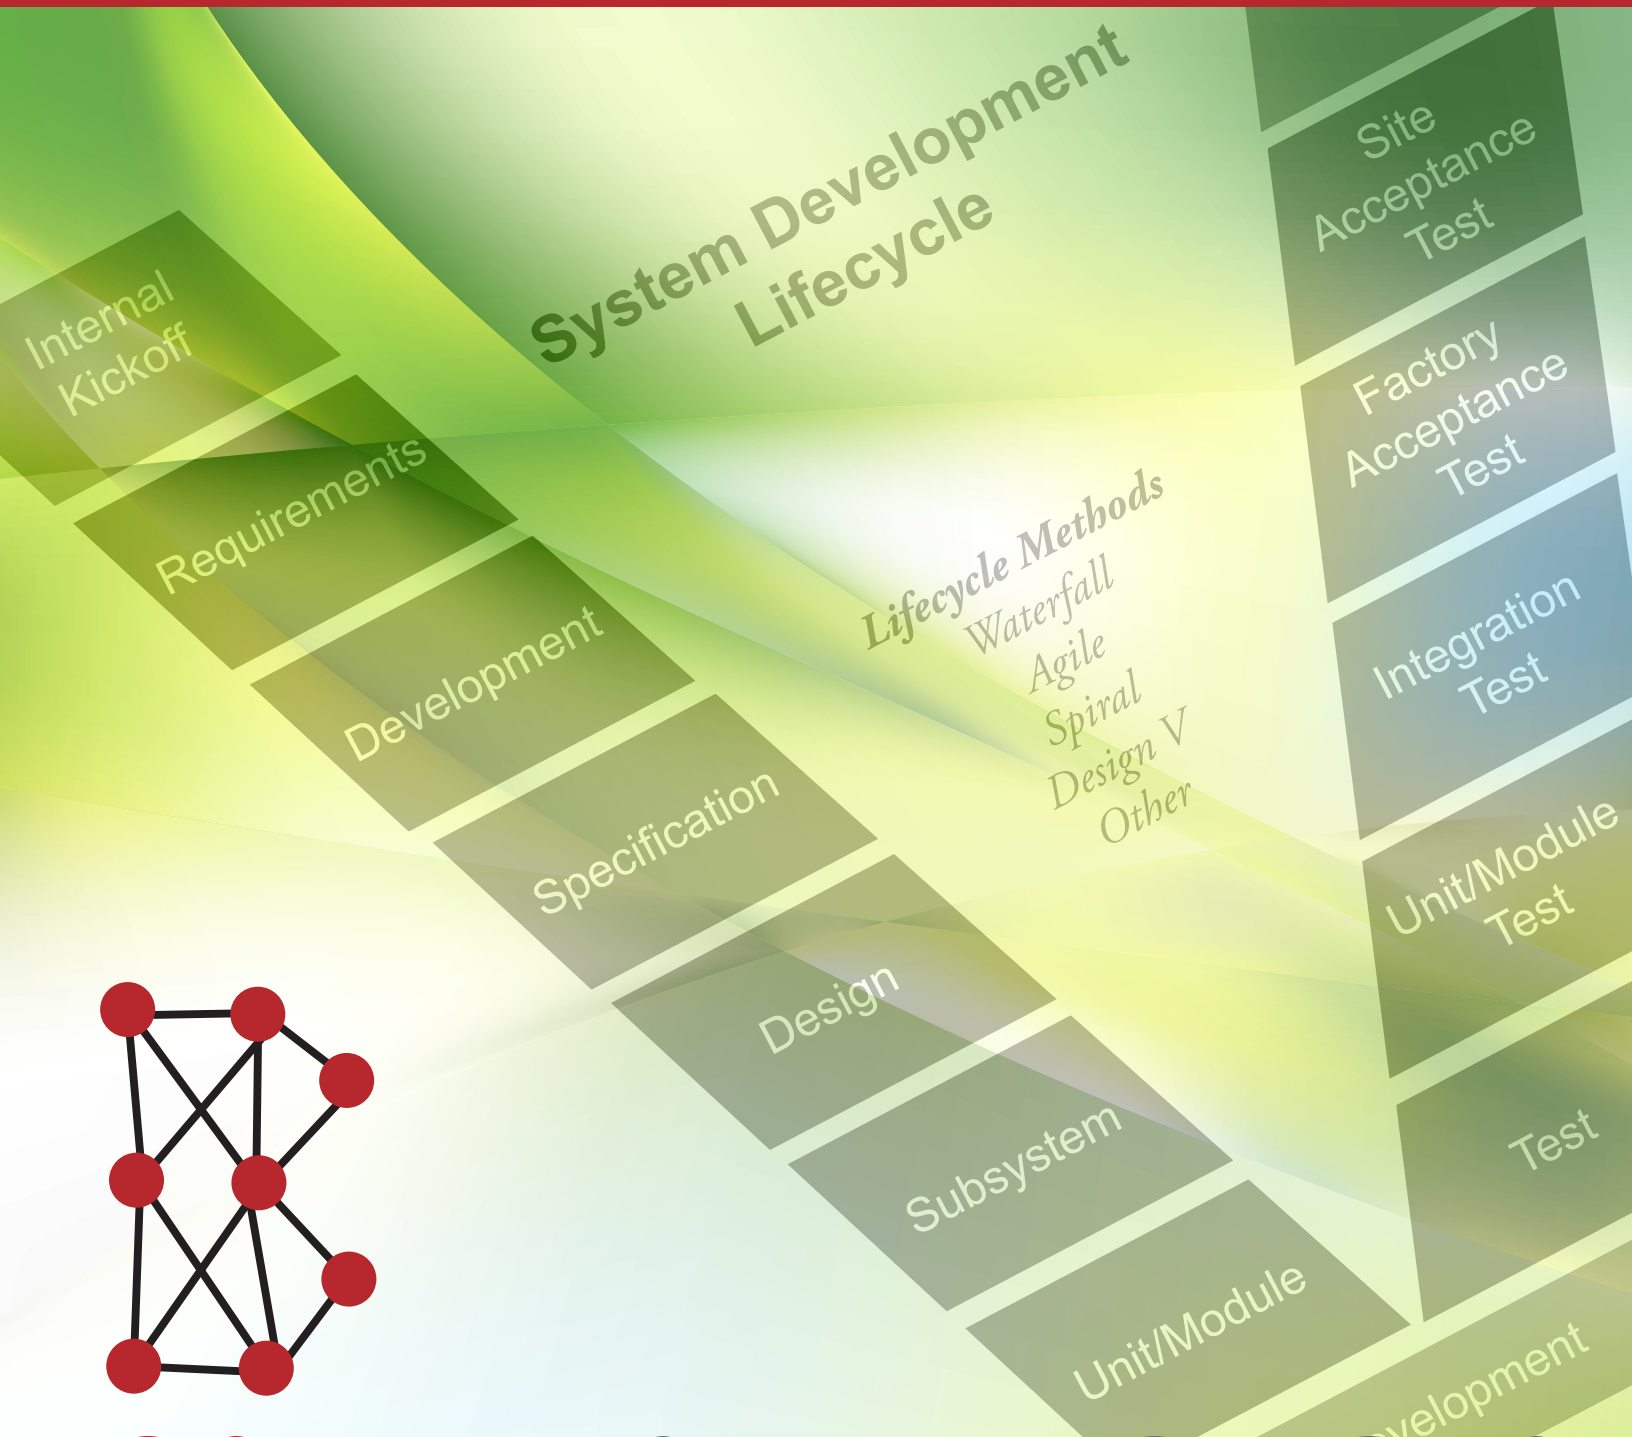 System Development
Lifecycle
Internal
Kickoff
Requirements
Development
Specification
Design
Subsystem
Unit/Module
Lifecycle Methods
Waterfall
Agile
Spiral
Design V
Other
Site
Acceptance
Test
Factory
Acceptance
Test
Integration
Test
Unit/Module
Test
Test
velopment